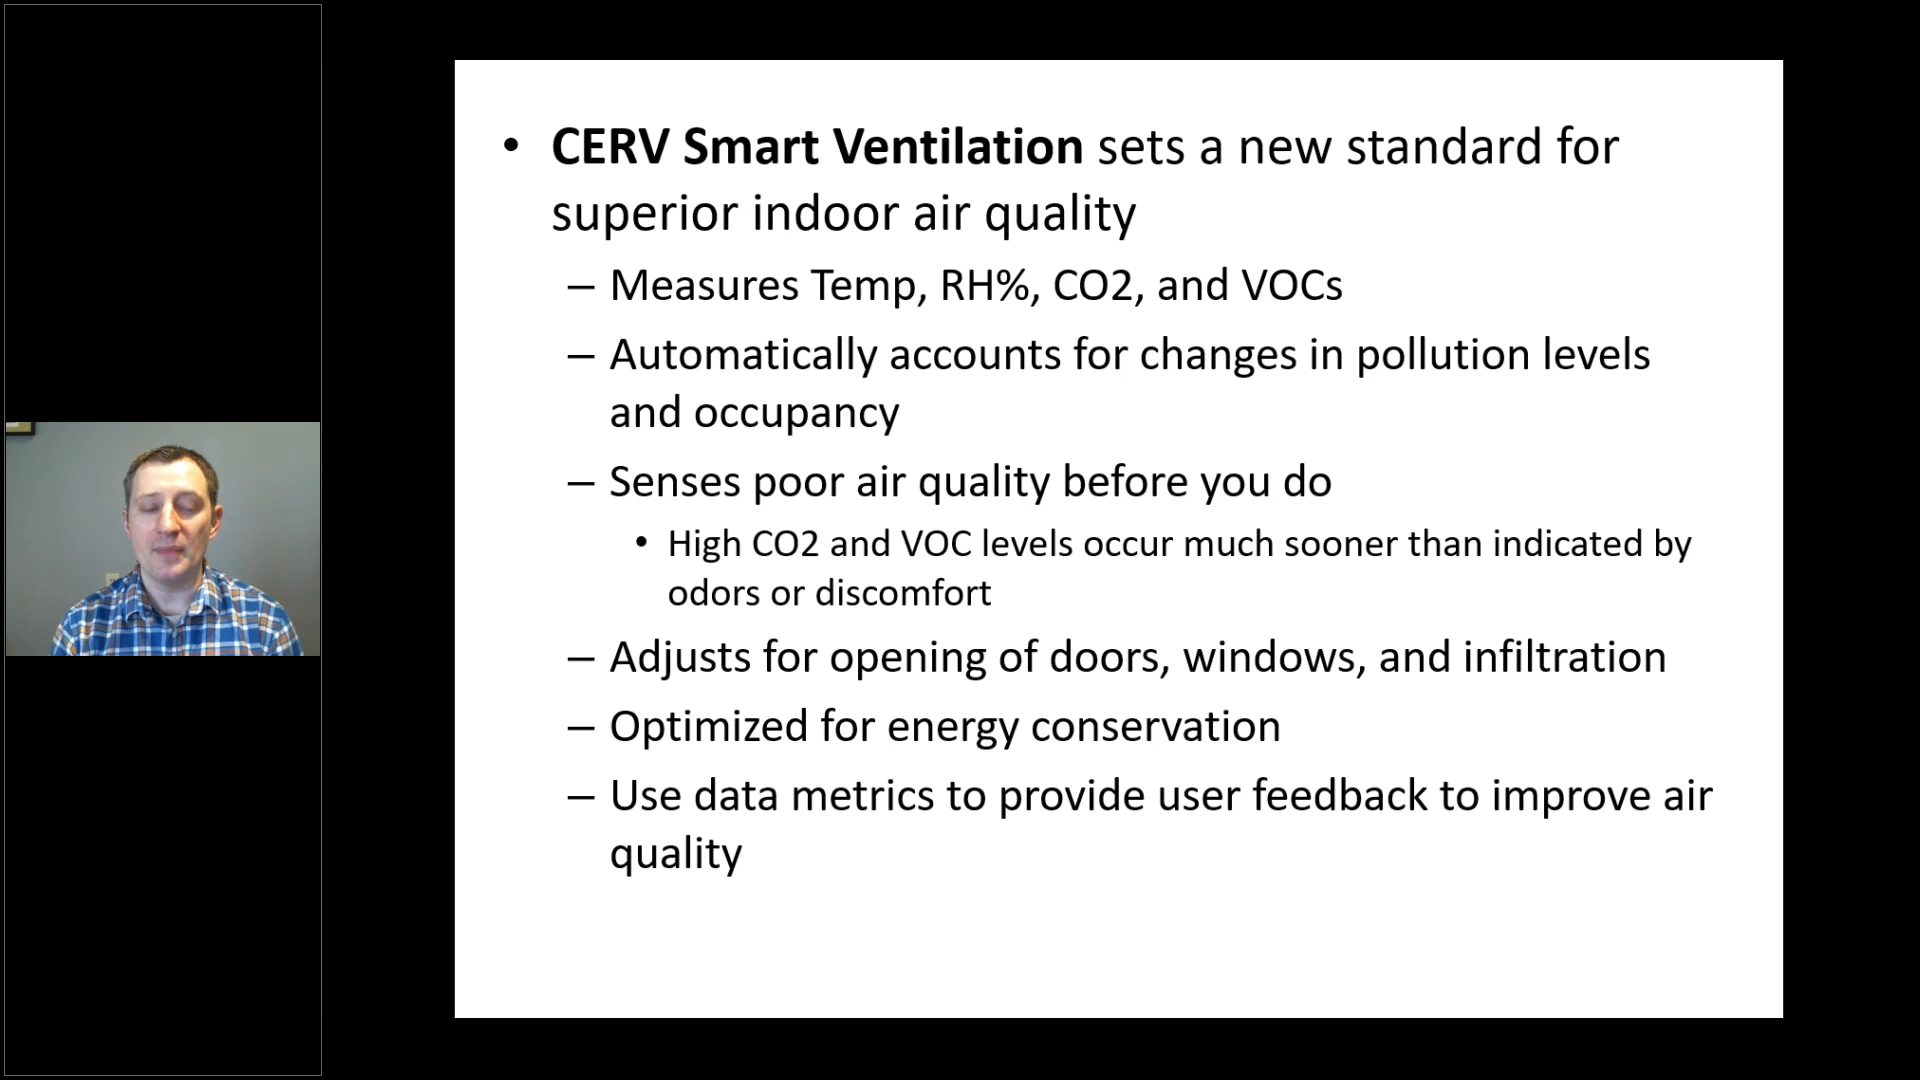 • CERV Smart Ventilation sets a new standard for
superior indoor air quality
– Measures Temp, RH%, CO2, and VOCs
– Automatically accounts for changes in pollution levels
and occupancy
– Senses poor air quality before you do
• High CO2 and VOC levels occur much sooner than indicated by
odors or discomfort
– Adjusts for opening of doors, windows, and infiltration
– Optimized for energy conservation
– Use data metrics to provide user feedback to improve air
quality